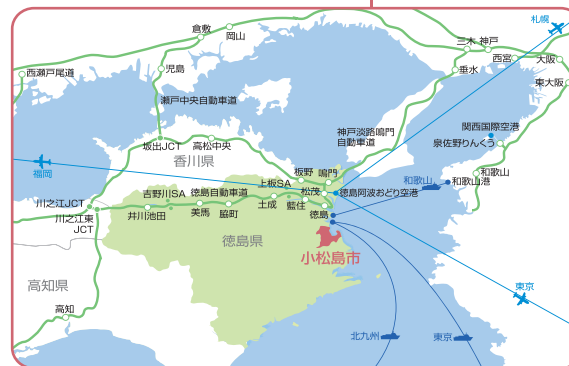 札幌
倉敷
岡山
三木
神戸
西宮
大阪
西瀬戸尾道
児島
垂水
東大阪
瀬戸中央自動車道
関西国際空港
神戸淡路鳴門
自動車道
泉佐野りんくう
坂出JCT
高松中央
香川県
福岡
板野
鳴門
和歌山
和歌山
和歌山港
上板SA
吉野川SA
徳島自動車道
松茂
徳島阿波おどり空港
川之江JCT
川之江東
JCT
井川池田
美馬
脇町
土成
藍住
徳島
徳島県
小松島市
高知県
高知
東京
北九州
東京